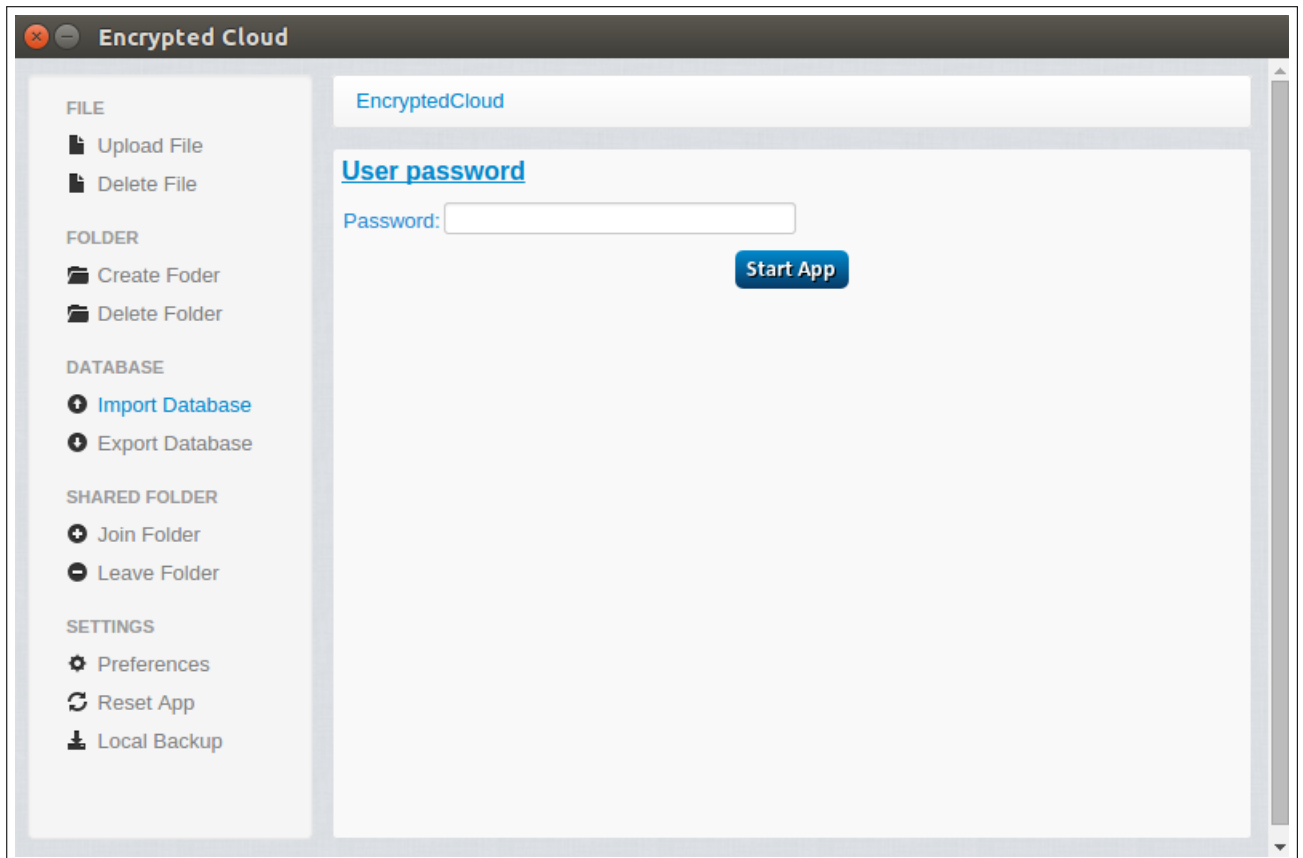 Encrypted Cloud
FILE
Upload File
Delete File
FOLDER
Create Foder
Delete Folder
DATABASE
Import Database
Export Database
SHARED FOLDER
Join Folder
Leave Folder
SETTINGS
Preferences
Reset App
Local Backup
EncryptedCloud
User password
Password:
Start App